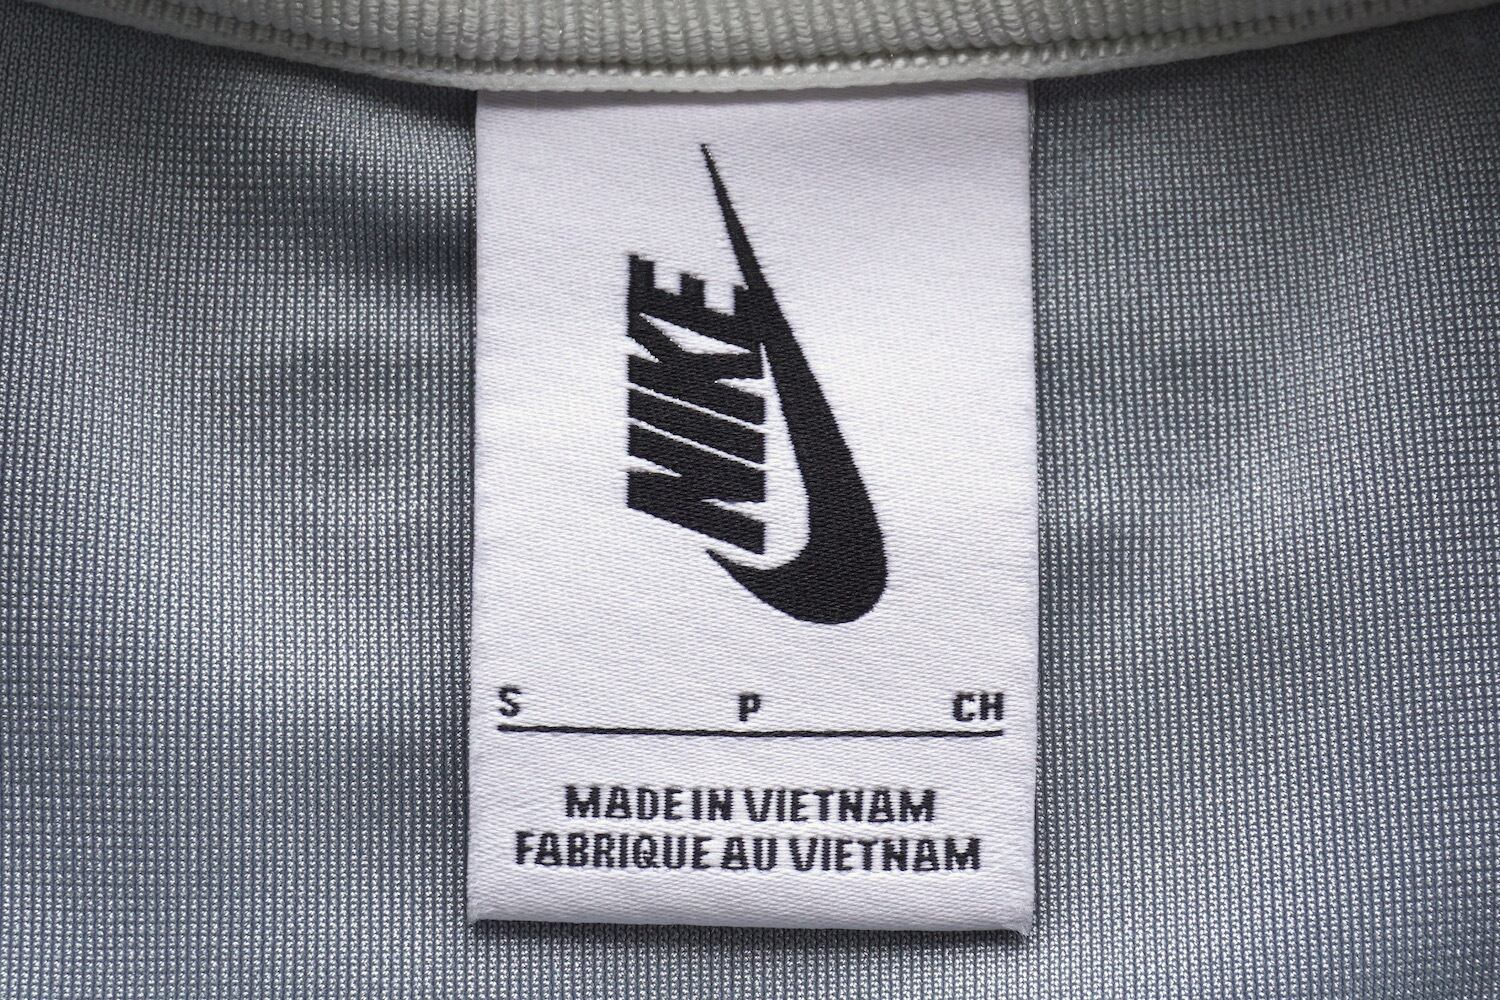 NIKE
S P CH
MADE IN VIETNAM
FABRIQUE AU VIETNAM